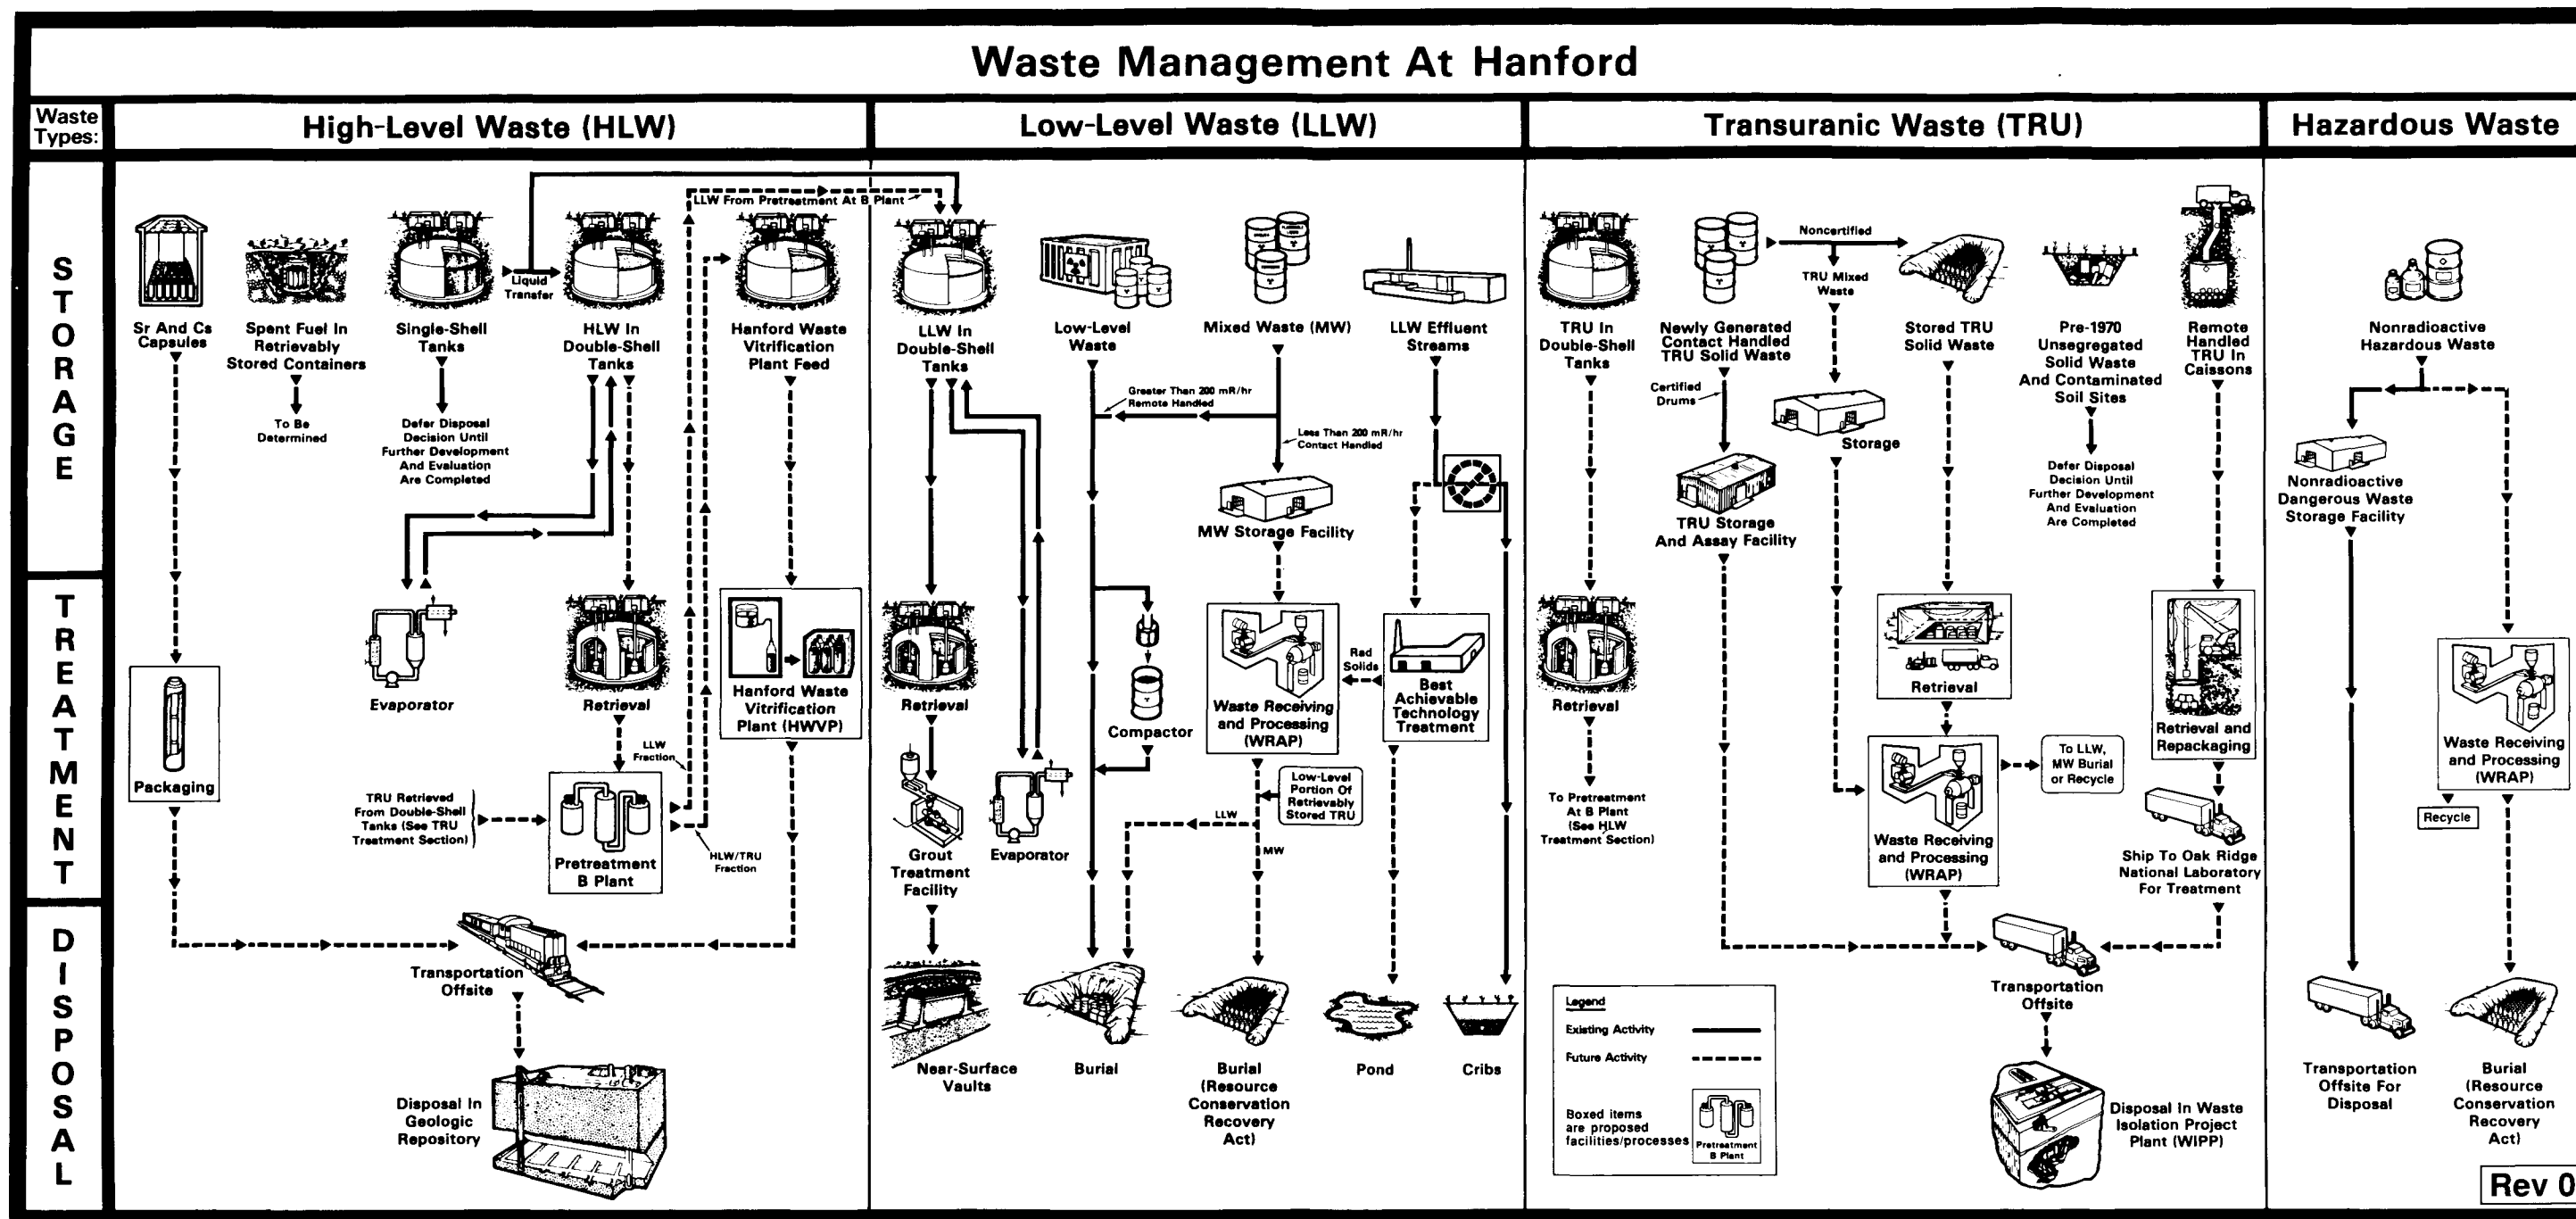 Waste Management At Hanford
Waste
Types:
High-Level Waste (HLW)
Low-Level Waste (LLW)
Transuranic Waste (TRU)
Hazardous Waste
STORAGE
TREATMENT
DISPOSAL
LLW From Pretreatment At B Plant
Liquid
Transfer
Sr And Cs
Capsules
Spent Fuel In
Retrievably
Stored Containers
To Be
Determined
Single-Shell
Tanks
Defer Disposal
Decision Until
Further Development
And Evaluation
Are Completed
HLW In
Double-Shell
Tanks
Hanford Waste
Vitrification
Plant Feed
Evaporator
Retrieval
Hanford Waste
Vitrification
Plant (HWVP)
Packaging
LLW
Fraction
TRU Retrieved
From Double-Shell
Tanks (See TRU
Treatment Section)
Pretreatment
B Plant
HLW/TRU
Fraction
Transportation
Offsite
Disposal In
Geologic
Repository
LLW In
Double-Shell
Tanks
Low-Level
Waste
Mixed Waste (MW)
LLW Effluent
Streams
Greater Than 200 mR/hr
Remote Handled
Less Than 200 mR/hr
Contact Handled
MW Storage Facility
Retrieval
Compactor
Waste Receiving
and Processing
(WRAP)
Rad
Solids
Best
Achievable
Technology
Treatment
Low-Level
Portion Of
Retrievably
Stored TRU
LLW
MW
Grout
Treatment
Facility
Evaporator
Near-Surface
Vaults
Burial
Burial
(Resource
Conservation
Recovery
Act)
Pond
Cribs
Noncertified
TRU Mixed
Waste
TRU In
Double-Shell
Tanks
Newly Generated
Contact Handled
TRU Solid Waste
Certified
Drums
Stored TRU
Solid Waste
Pre-1970
Unsegregated
Solid Waste
And Contaminated
Soil Sites
Remote
Handled
TRU In
Caissons
Storage
Defer Disposal
Decision Until
Further Development
And Evaluation
Are Completed
TRU Storage
And Assay Facility
Retrieval
Retrieval
Retrieval and
Repackaging
To LLW,
MW Burial
or Recycle
To Pretreatment
At B Plant
(See HLW
Treatment Section)
Waste Receiving
and Processing
(WRAP)
Ship To Oak Ridge
National Laboratory
For Treatment
Transportation
Offsite
Disposal In Waste
Isolation Project
Plant (WIPP)
Legend
Existing Activity
Future Activity
Boxed items
are proposed
facilities/processes
Pretreatment
B Plant
Nonradioactive
Hazardous Waste
Nonradioactive
Dangerous Waste
Storage Facility
Waste Receiving
and Processing
(WRAP)
Recycle
Transportation
Offsite For
Disposal
Burial
(Resource
Conservation
Recovery
Act)
Rev 0